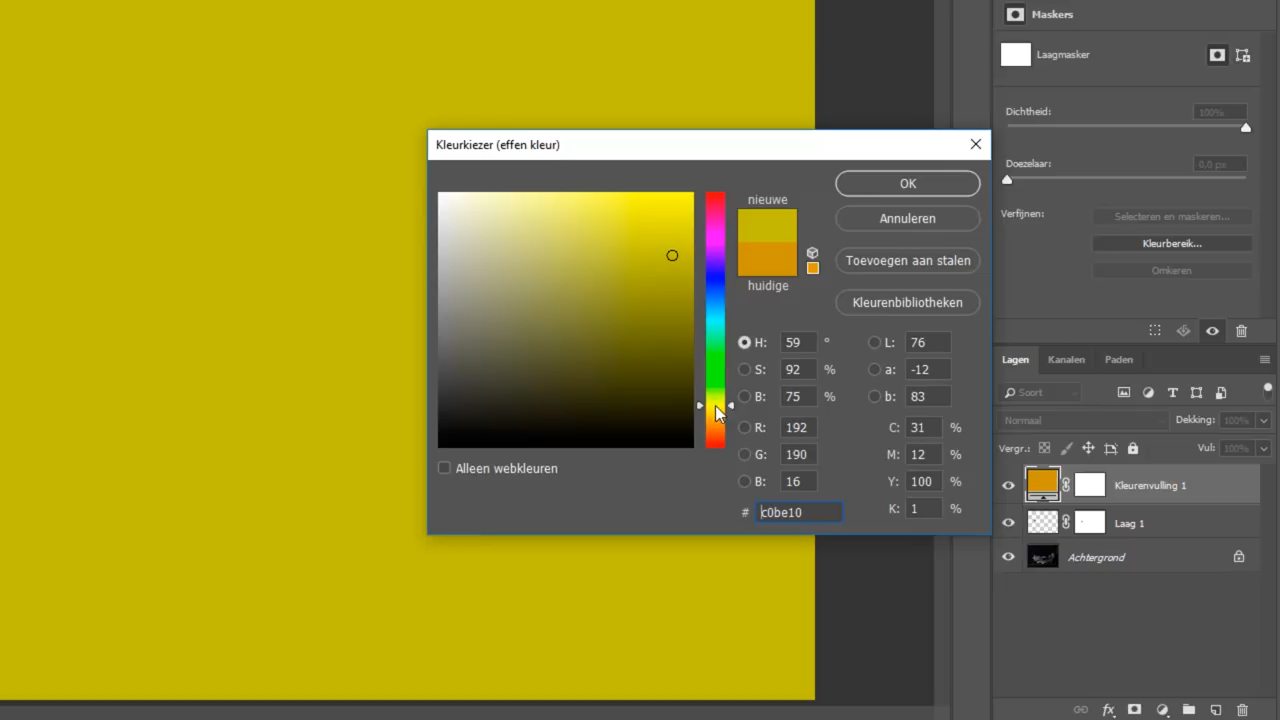 Maskers
Laagmasker
Dichtheid: 100%
Doezelaar: 0,0 px
Verfijnen: Selecteren en maskeren...
Kleurbereik...
Omkeren
Kleurkiezer (effen kleur)
nieuwe
huidige
OK
Annuleren
Toevoegen aan stalen
Kleurenbibliotheken
H: 59 ° L: 76
S: 92 % a: -12
B: 75 % b: 83
R: 192 C: 31 %
G: 190 M: 12 %
B: 16 Y: 100 %
# c0be10 K: 1 %
Alleen webkleuren
Lagen Kanalen Paden
Soort
Normaal Dekking: 100%
Vergr.: Vul: 100%
Kleurenvulling 1
Laag 1
Achtergrond
fx